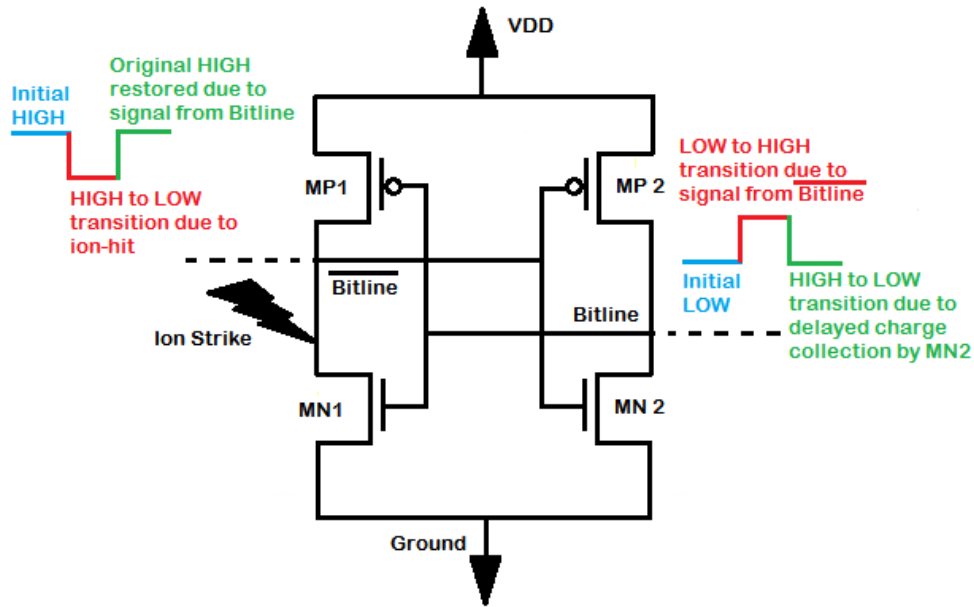 VDD
Original HIGH
restored due to
signal from Bitline
Initial
HIGH
HIGH to LOW
transition due to
ion-hit
MP1
MP 2
LOW to HIGH
transition due to
signal from Bitline
Bitline
Ion Strike
Bitline
Initial
LOW
HIGH to LOW
transition due to
delayed charge
collection by MN2
MN1
MN 2
Ground